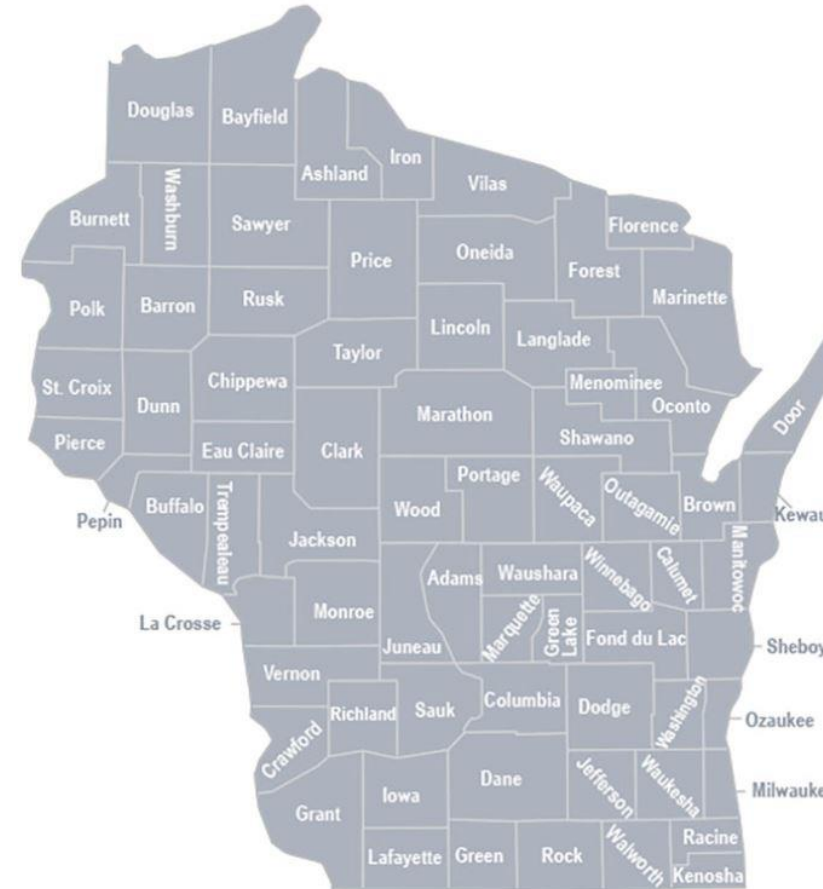 Douglas
Bayfield
Ashland
Iron
Vilas
Burnett
Washburn
Sawyer
Price
Oneida
Florence
Forest
Marinette
Polk
Barron
Rusk
Lincoln
Langlade
Taylor
St. Croix
Dunn
Chippewa
Menominee
Oconto
Door
Marathon
Shawano
Pierce
Eau Claire
Clark
Portage
Waupaca
Outagamie
Brown
Kewau
Pepin
Buffalo
Trempealeau
Wood
Jackson
Adams
Waushara
Winnebago
Calumet
Manitowoc
La Crosse
Monroe
Juneau
Marquette
Green
Lake
Fond du Lac
Sheboy
Vernon
Richland
Sauk
Columbia
Dodge
Washington
Ozaukee
Crawford
Grant
Iowa
Dane
Jefferson
Waukesha
Milwauke
Lafayette
Green
Rock
Walworth
Racine
Kenosha